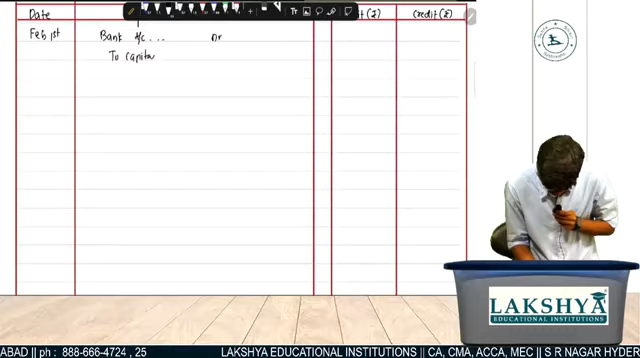 Date
it (₹)
Credit (₹)
Feb 1st
Bank A/c ... Dr
To Capital
LAKSHYA
EDUCATIONAL INSTITUTIONS
ABAD || ph : 888-666-4724 , 25
LAKSHYA EDUCATIONAL INSTITUTIONS || CA, CMA, ACCA, MEC || S R NAGAR HYDER